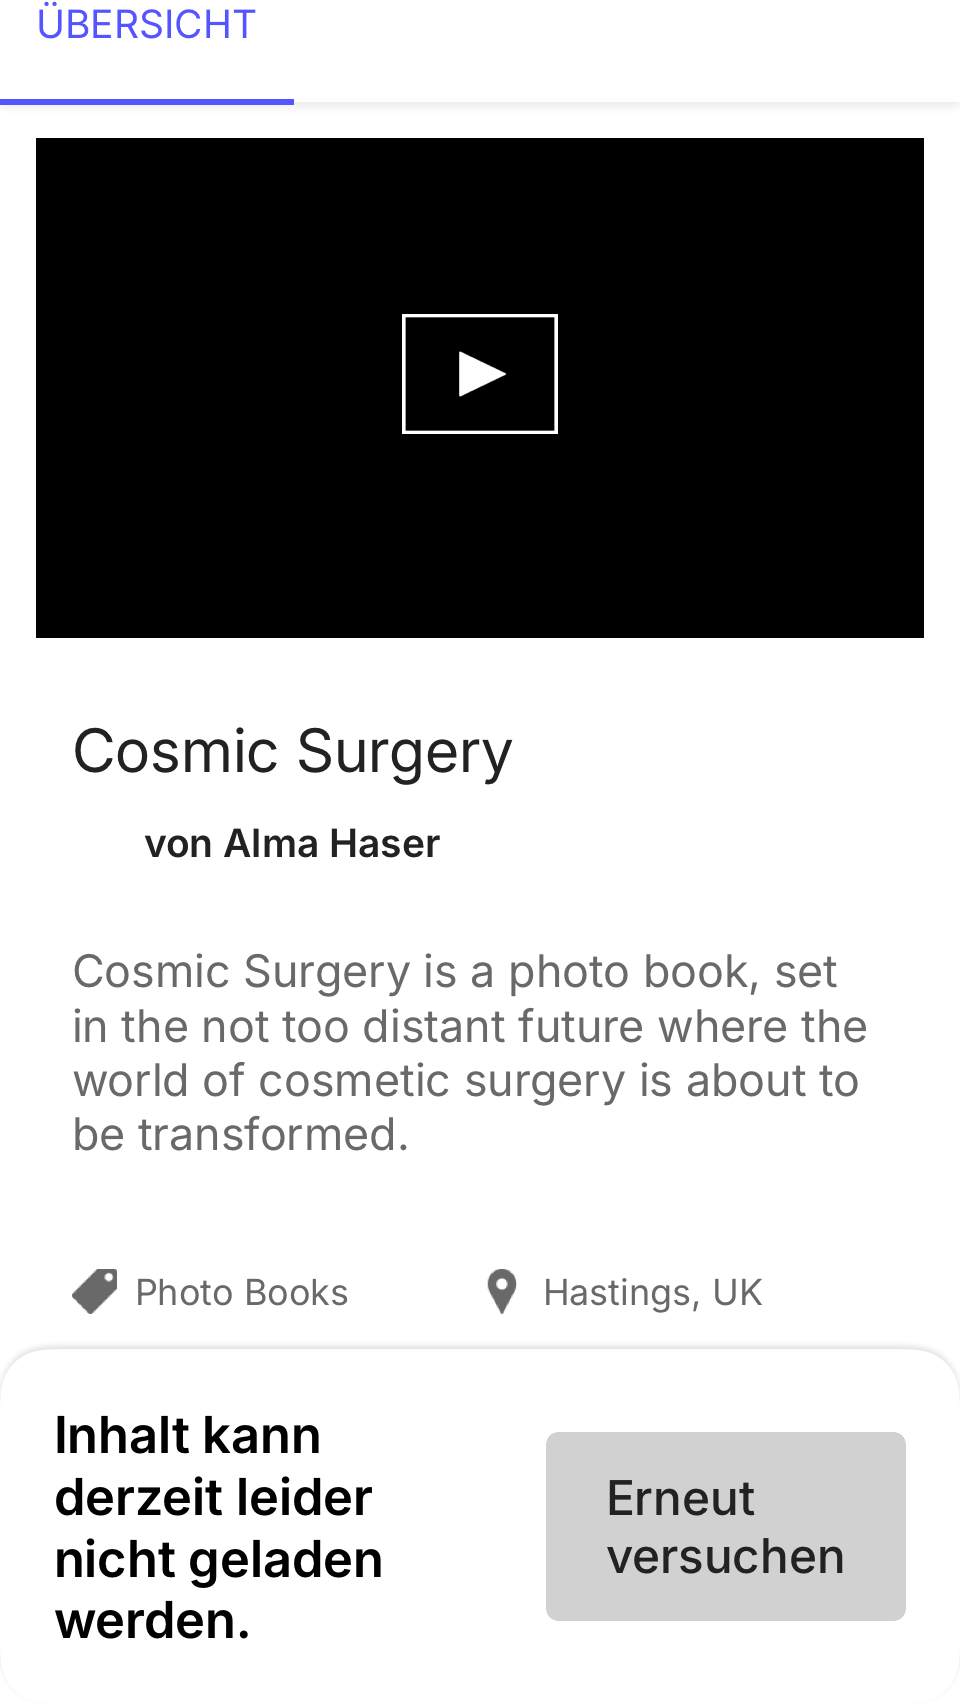 ÜBERSICHT
Cosmic Surgery
von Alma Haser
Cosmic Surgery is a photo book, set
in the not too distant future where the
world of cosmetic surgery is about to
be transformed.
Photo Books
Hastings, UK
Inhalt kann
derzeit leider
nicht geladen
werden.
Erneut
versuchen